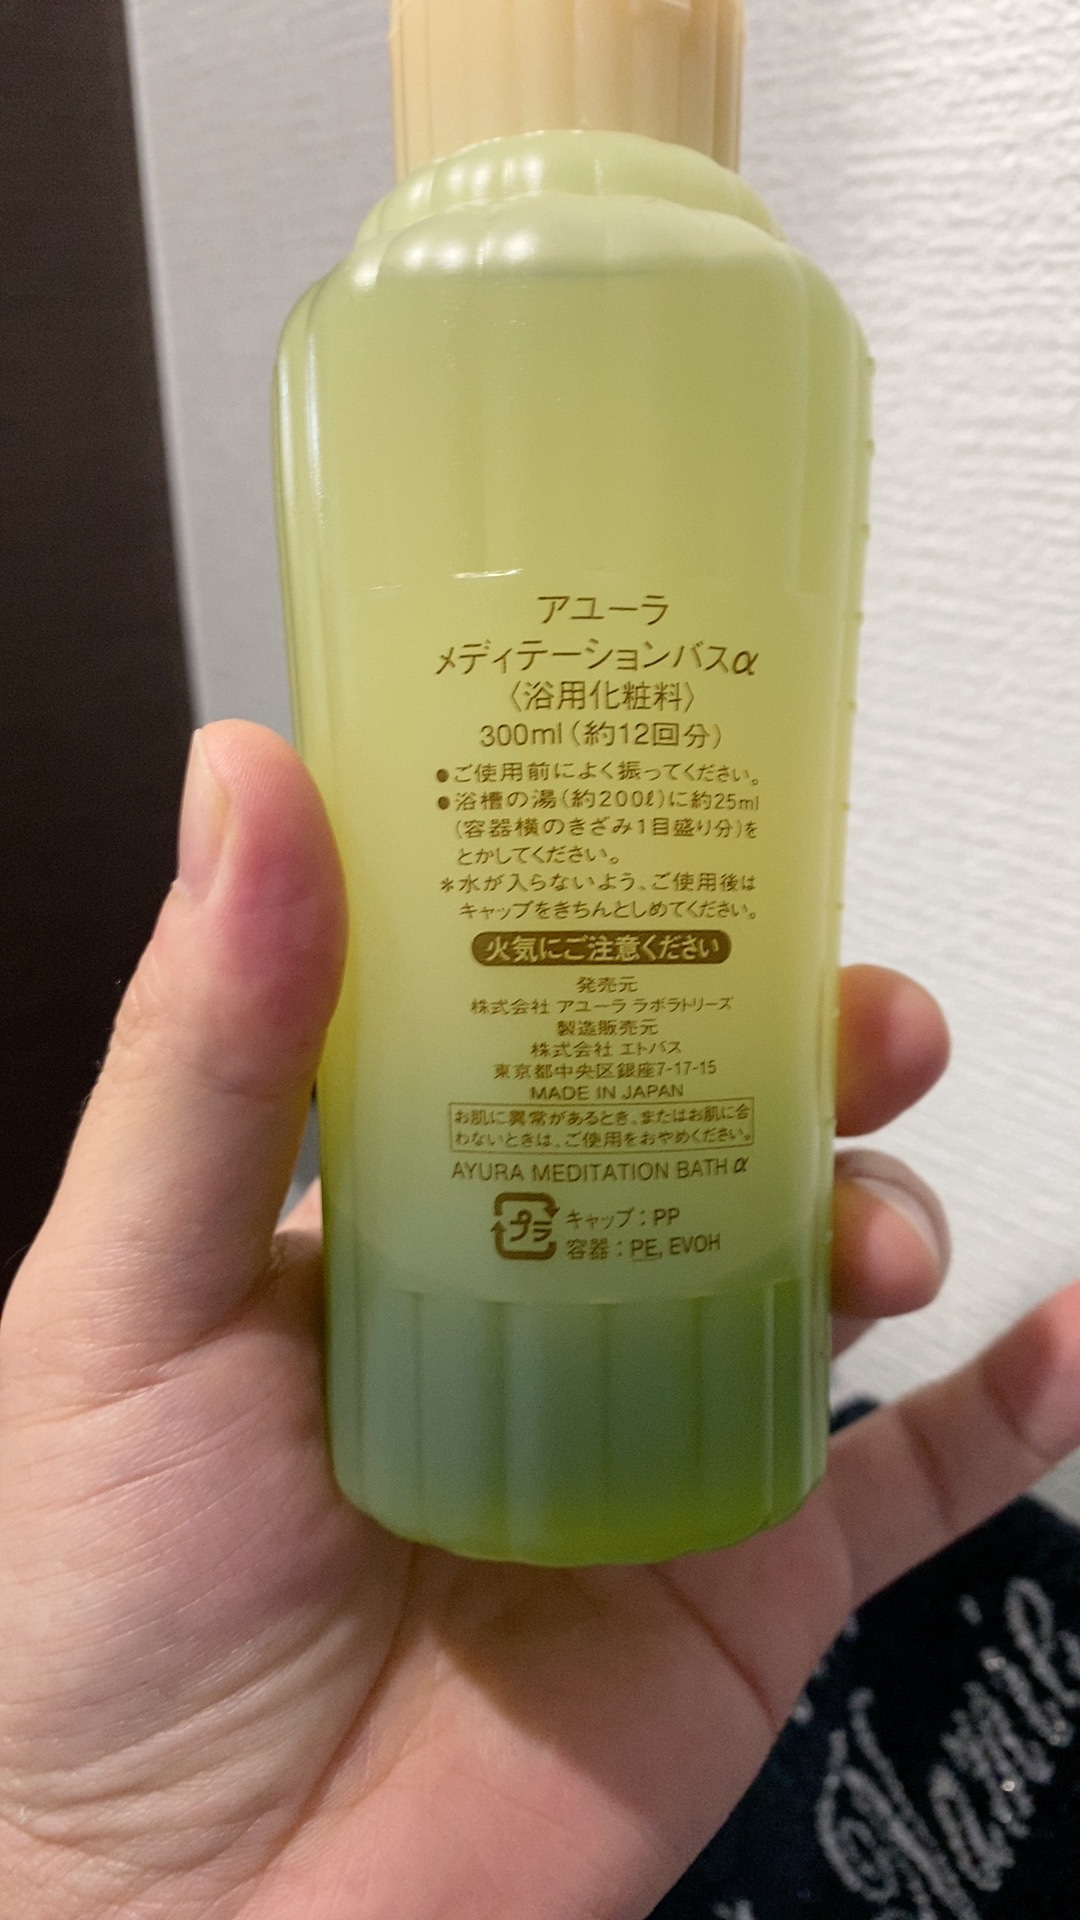 アユーラ
メディテーションバスα
〈浴用化粧料〉
300ml(約12回分)
●ご使用前によく振ってください。
●浴槽の湯(約200ℓ)に約25ml
(容器横のきざみ1目盛り分)を
とかしてください。
＊水が入らないよう、ご使用後は
キャップをきちんとしめてください。
火気にご注意ください
発売元
株式会社 アユーラ ラボラトリーズ
製造販売元
株式会社 エトバス
東京都中央区銀座7-17-15
MADE IN JAPAN
お肌に異常があるとき、またはお肌に合
わないときは、ご使用をおやめください。
AYURA MEDITATION BATH α
プラ
キャップ：PP
容器：PE, EVOH